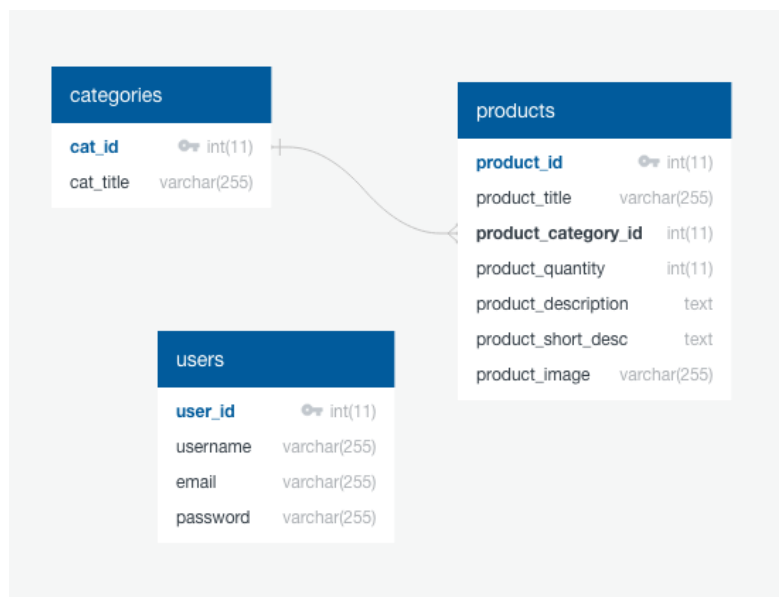 categories
cat_id int(11)
cat_title varchar(255)
products
product_id int(11)
product_title varchar(255)
product_category_id int(11)
product_quantity int(11)
product_description text
product_short_desc text
product_image varchar(255)
users
user_id int(11)
username varchar(255)
email varchar(255)
password varchar(255)